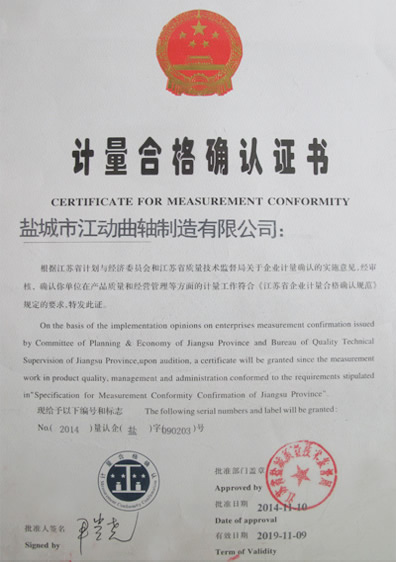 计量合格确认证书
CERTIFICATE FOR MEASUREMENT CONFORMITY
盐城市江动曲轴制造有限公司：
根据江苏省计划与经济委员会和江苏省质量技术监督局关于企业计量确认的实施意见，经审
核，确认你单位在产品质量和经营管理等方面的计量工作符合《江苏省企业计量合格确认规范》
规定的要求，特发此证。
On the basis of the implementation opinions on enterprises measurement confirmation issued
by Committee of Planning & Economy of Jiangsu Province and Bureau of Quality Technical
Supervision of Jiangsu Province,upon audition, a certificate will be granted since the measurement
work in product quality, management and administration conformed to the requirements stipulated
in"Specification for Measurement Conformity Confirmation of Jiangsu Province".
现给予以下编号和标志 The following serial numbers and label will be granted:
No.( 2014 )量认企( 盐 )字(090203)号
计量合格确认
批准部门盖章
Approved by
批准日期 2014-11-10
Date of approval
有效日期 2019-11-09
Term of Validity
批准人签名
Signed by